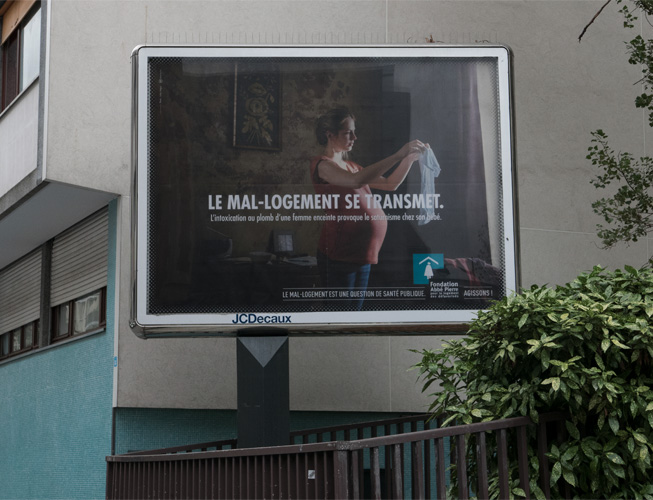 LE MAL-LOGEMENT SE TRANSMET.
L'intoxication au plomb d'une femme enceinte provoque le saturnisme chez son bébé.
Fondation
Abbé Pierre
LE MAL-LOGEMENT EST UNE QUESTION DE SANTÉ PUBLIQUE. AGISSONS !
JCDecaux